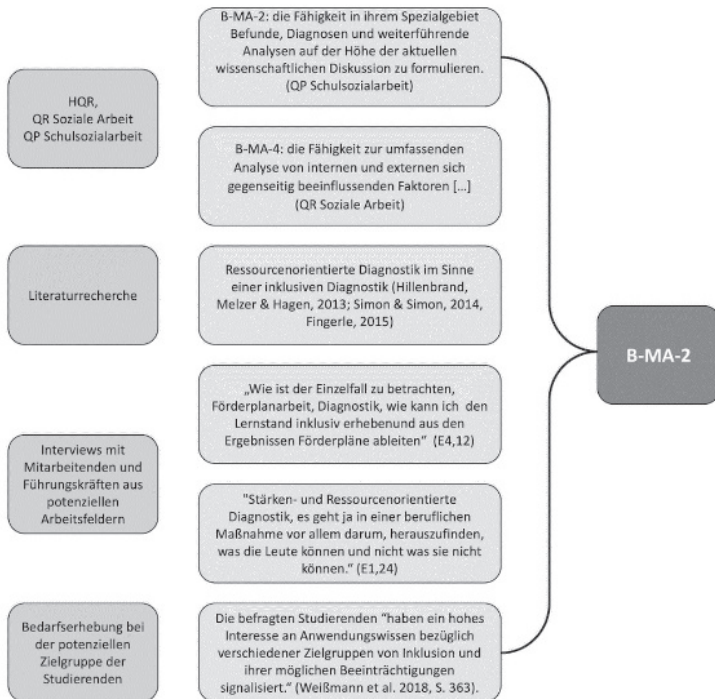 B-MA-2: die Fähigkeit in ihrem Spezialgebiet
Befunde, Diagnosen und weiterführende
Analysen auf der Höhe der aktuellen
wissenschaftlichen Diskussion zu formulieren.
(QP Schulsozialarbeit)
HQR,
QR Soziale Arbeit
QP Schulsozialarbeit
B-MA-4: die Fähigkeit zur umfassenden
Analyse von internen und externen sich
gegenseitig beeinflussenden Faktoren [...]
(QR Soziale Arbeit)
Literaturrecherche
Ressourcenorientierte Diagnostik im Sinne
einer inklusiven Diagnostik (Hillenbrand,
Melzer & Hagen, 2013; Simon & Simon, 2014,
Fingerle, 2015)
Interviews mit
Mitarbeitenden und
Führungskräften aus
potenziellen
Arbeitsfeldern
„Wie ist der Einzelfall zu betrachten,
Förderplanarbeit, Diagnostik, wie kann ich den
Lernstand inklusiv erhebenund aus den
Ergebnissen Förderpläne ableiten“ (E4,12)
"Stärken- und Ressourcenorientierte
Diagnostik, es geht ja in einer beruflichen
Maßnahme vor allem darum, herauszufinden,
was die Leute können und nicht was sie nicht
können.“ (E1,24)
Bedarfserhebung bei
der potenziellen
Zielgruppe der
Studierenden
Die befragten Studierenden “haben ein hohes
Interesse an Anwendungswissen bezüglich
verschiedener Zielgruppen von Inklusion und
ihrer möglichen Beeinträchtigungen
signalisiert.“ (Weißmann et al. 2018, S. 363).
B-MA-2